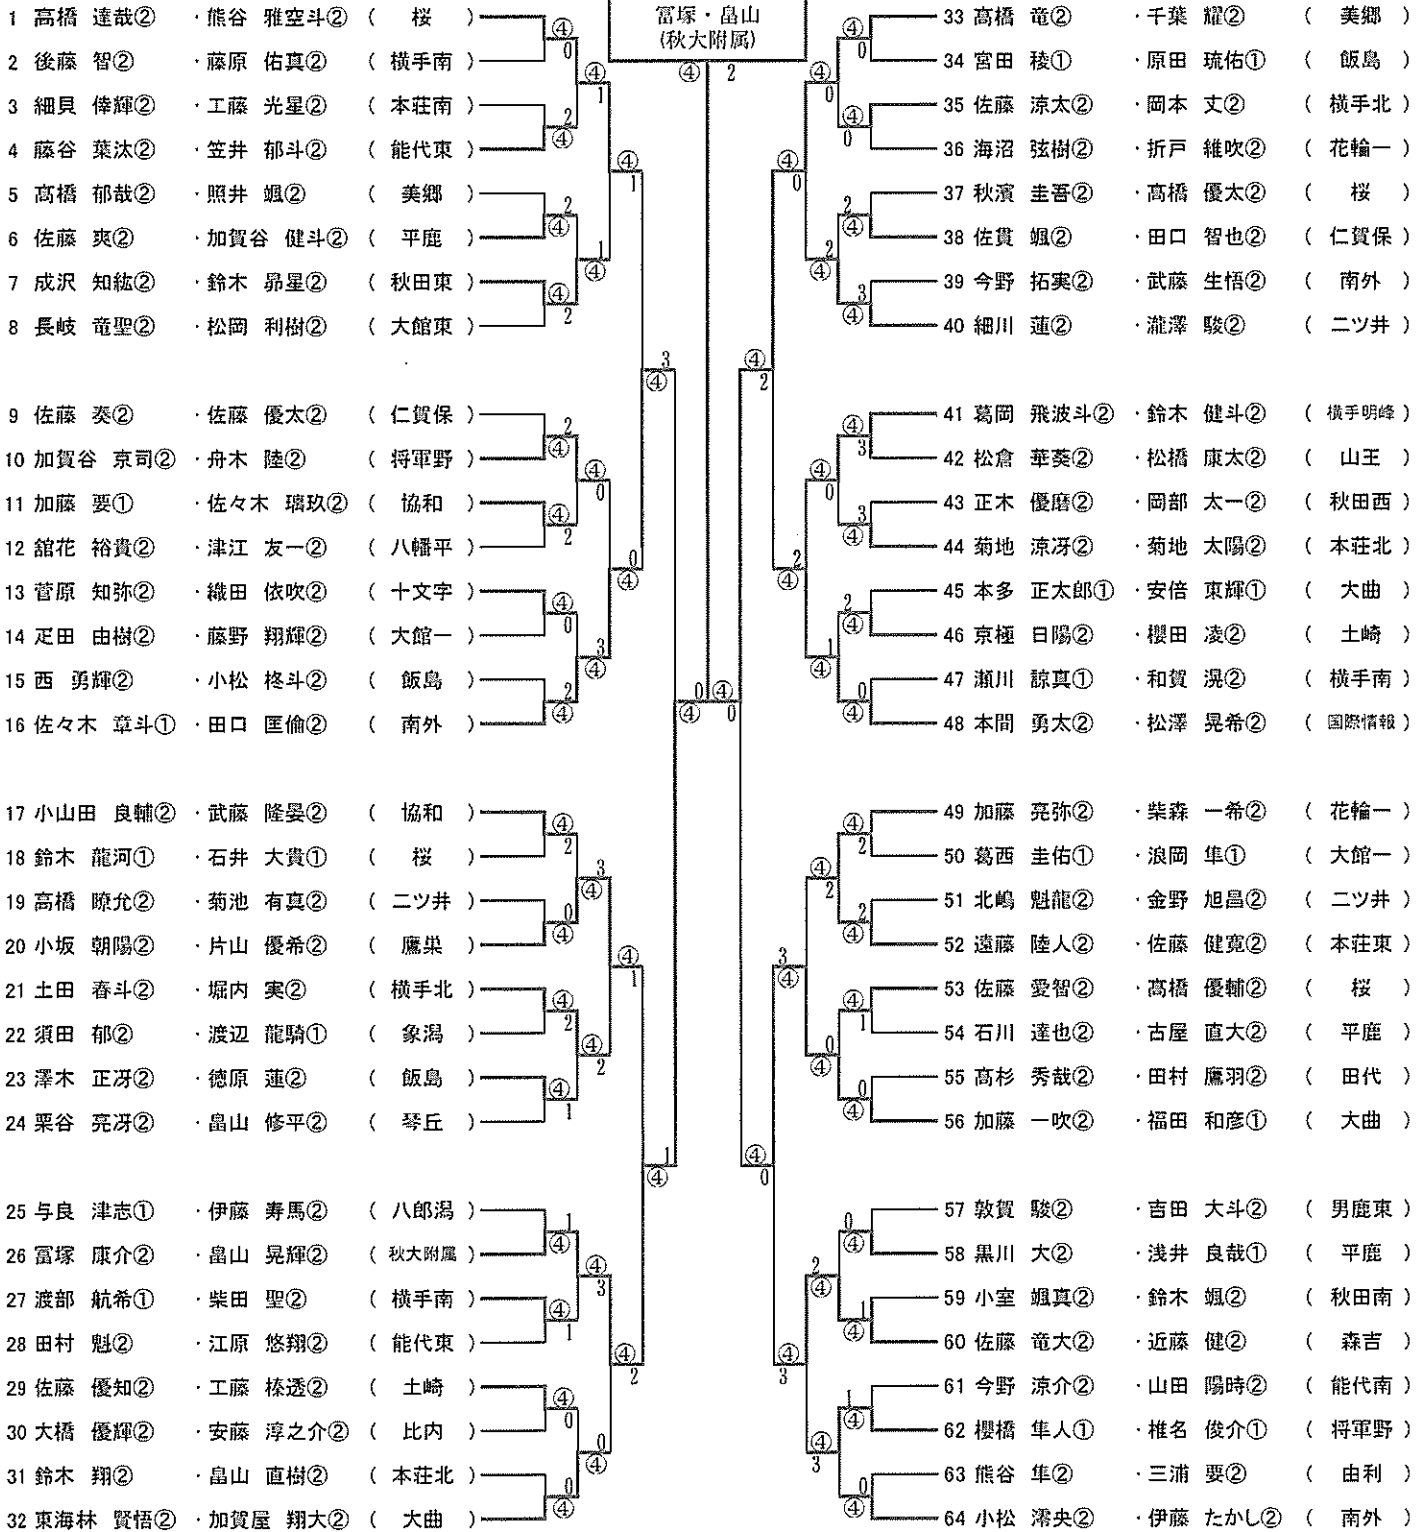 冨塚・畠山
(秋大附属)
④ 2
1 高橋 達哉② ・熊谷 雅空斗② ( 桜 )
2 後藤 智② ・藤原 佑真② ( 横手南 )
3 細貝 倖輝② ・工藤 光星② ( 本荘南 )
4 藤谷 葉汰② ・笠井 郁斗② ( 能代東 )
5 高橋 郁哉② ・照井 颯② ( 美郷 )
6 佐藤 爽② ・加賀谷 健斗② ( 平鹿 )
7 成沢 知紘② ・鈴木 昴星② ( 秋田東 )
8 長岐 竜聖② ・松岡 利樹② ( 大館東 )
9 佐藤 奏② ・佐藤 優太② ( 仁賀保 )
10 加賀谷 京司② ・舟木 陸② ( 将軍野 )
11 加藤 要① ・佐々木 璃玖② ( 協和 )
12 舘花 裕貴② ・津江 友一② ( 八幡平 )
13 菅原 知弥② ・織田 依吹② ( 十文字 )
14 疋田 由樹② ・藤野 翔輝② ( 大館一 )
15 西 勇輝② ・小松 柊斗② ( 飯島 )
16 佐々木 章斗① ・田口 匡倫② ( 南外 )
17 小山田 良輔② ・武藤 隆晏② ( 協和 )
18 鈴木 龍河① ・石井 大貴① ( 桜 )
19 高橋 瞭允② ・菊池 有真② ( 二ツ井 )
20 小坂 朝陽② ・片山 優希② ( 鷹巣 )
21 土田 春斗② ・堀内 実② ( 横手北 )
22 須田 郁② ・渡辺 龍騎① ( 象潟 )
23 澤木 正冴② ・徳原 蓮② ( 飯島 )
24 栗谷 亮冴② ・畠山 修平② ( 琴丘 )
25 与良 津志① ・伊藤 寿馬② ( 八郎潟 )
26 冨塚 康介② ・畠山 晃輝② ( 秋大附属 )
27 渡部 航希① ・柴田 聖② ( 横手南 )
28 田村 魁② ・江原 悠翔② ( 能代東 )
29 佐藤 優知② ・工藤 榛透② ( 土崎 )
30 大橋 優輝② ・安藤 淳之介② ( 比内 )
31 鈴木 翔② ・畠山 直樹② ( 本荘北 )
32 東海林 賢悟② ・加賀屋 翔大② ( 大曲 )
33 高橋 竜② ・千葉 耀② ( 美郷 )
34 宮田 稜① ・原田 琉佑① ( 飯島 )
35 佐藤 涼太② ・岡本 丈② ( 横手北 )
36 海沼 弦樹② ・折戸 維吹② ( 花輪一 )
37 秋濱 圭吾② ・高橋 優太② ( 桜 )
38 佐貫 颯② ・田口 智也② ( 仁賀保 )
39 今野 拓実② ・武藤 生悟② ( 南外 )
40 細川 蓮② ・瀧澤 駿② ( 二ツ井 )
41 葛岡 飛波斗② ・鈴木 健斗② ( 横手明峰 )
42 松倉 華葵② ・松橋 康太② ( 山王 )
43 正木 優磨② ・岡部 太一② ( 秋田西 )
44 菊地 涼冴② ・菊地 太陽② ( 本荘北 )
45 本多 正太郎① ・安倍 東輝① ( 大曲 )
46 京極 日陽② ・櫻田 凌② ( 土崎 )
47 瀬川 諒真① ・和賀 滉② ( 横手南 )
48 本間 勇太② ・松澤 晃希② ( 国際情報 )
49 加藤 亮弥② ・柴森 一希② ( 花輪一 )
50 葛西 圭佑① ・浪岡 隼① ( 大館一 )
51 北嶋 魁龍② ・金野 旭昌② ( 二ツ井 )
52 遠藤 陸人② ・佐藤 健寛② ( 本荘東 )
53 佐藤 愛智② ・高橋 優輔② ( 桜 )
54 石川 達也② ・古屋 直大② ( 平鹿 )
55 高杉 秀哉② ・田村 鷹羽② ( 田代 )
56 加藤 一吹② ・福田 和彦① ( 大曲 )
57 敦賀 駿② ・吉田 大斗② ( 男鹿東 )
58 黒川 大② ・浅井 良哉① ( 平鹿 )
59 小室 颯真② ・鈴木 颯② ( 秋田南 )
60 佐藤 竜大② ・近藤 健② ( 森吉 )
61 今野 涼介② ・山田 陽時② ( 能代南 )
62 櫻橋 隼人① ・椎名 俊介① ( 将軍野 )
63 熊谷 隼② ・三浦 要② ( 由利 )
64 小松 澪央② ・伊藤 たかし② ( 南外 )